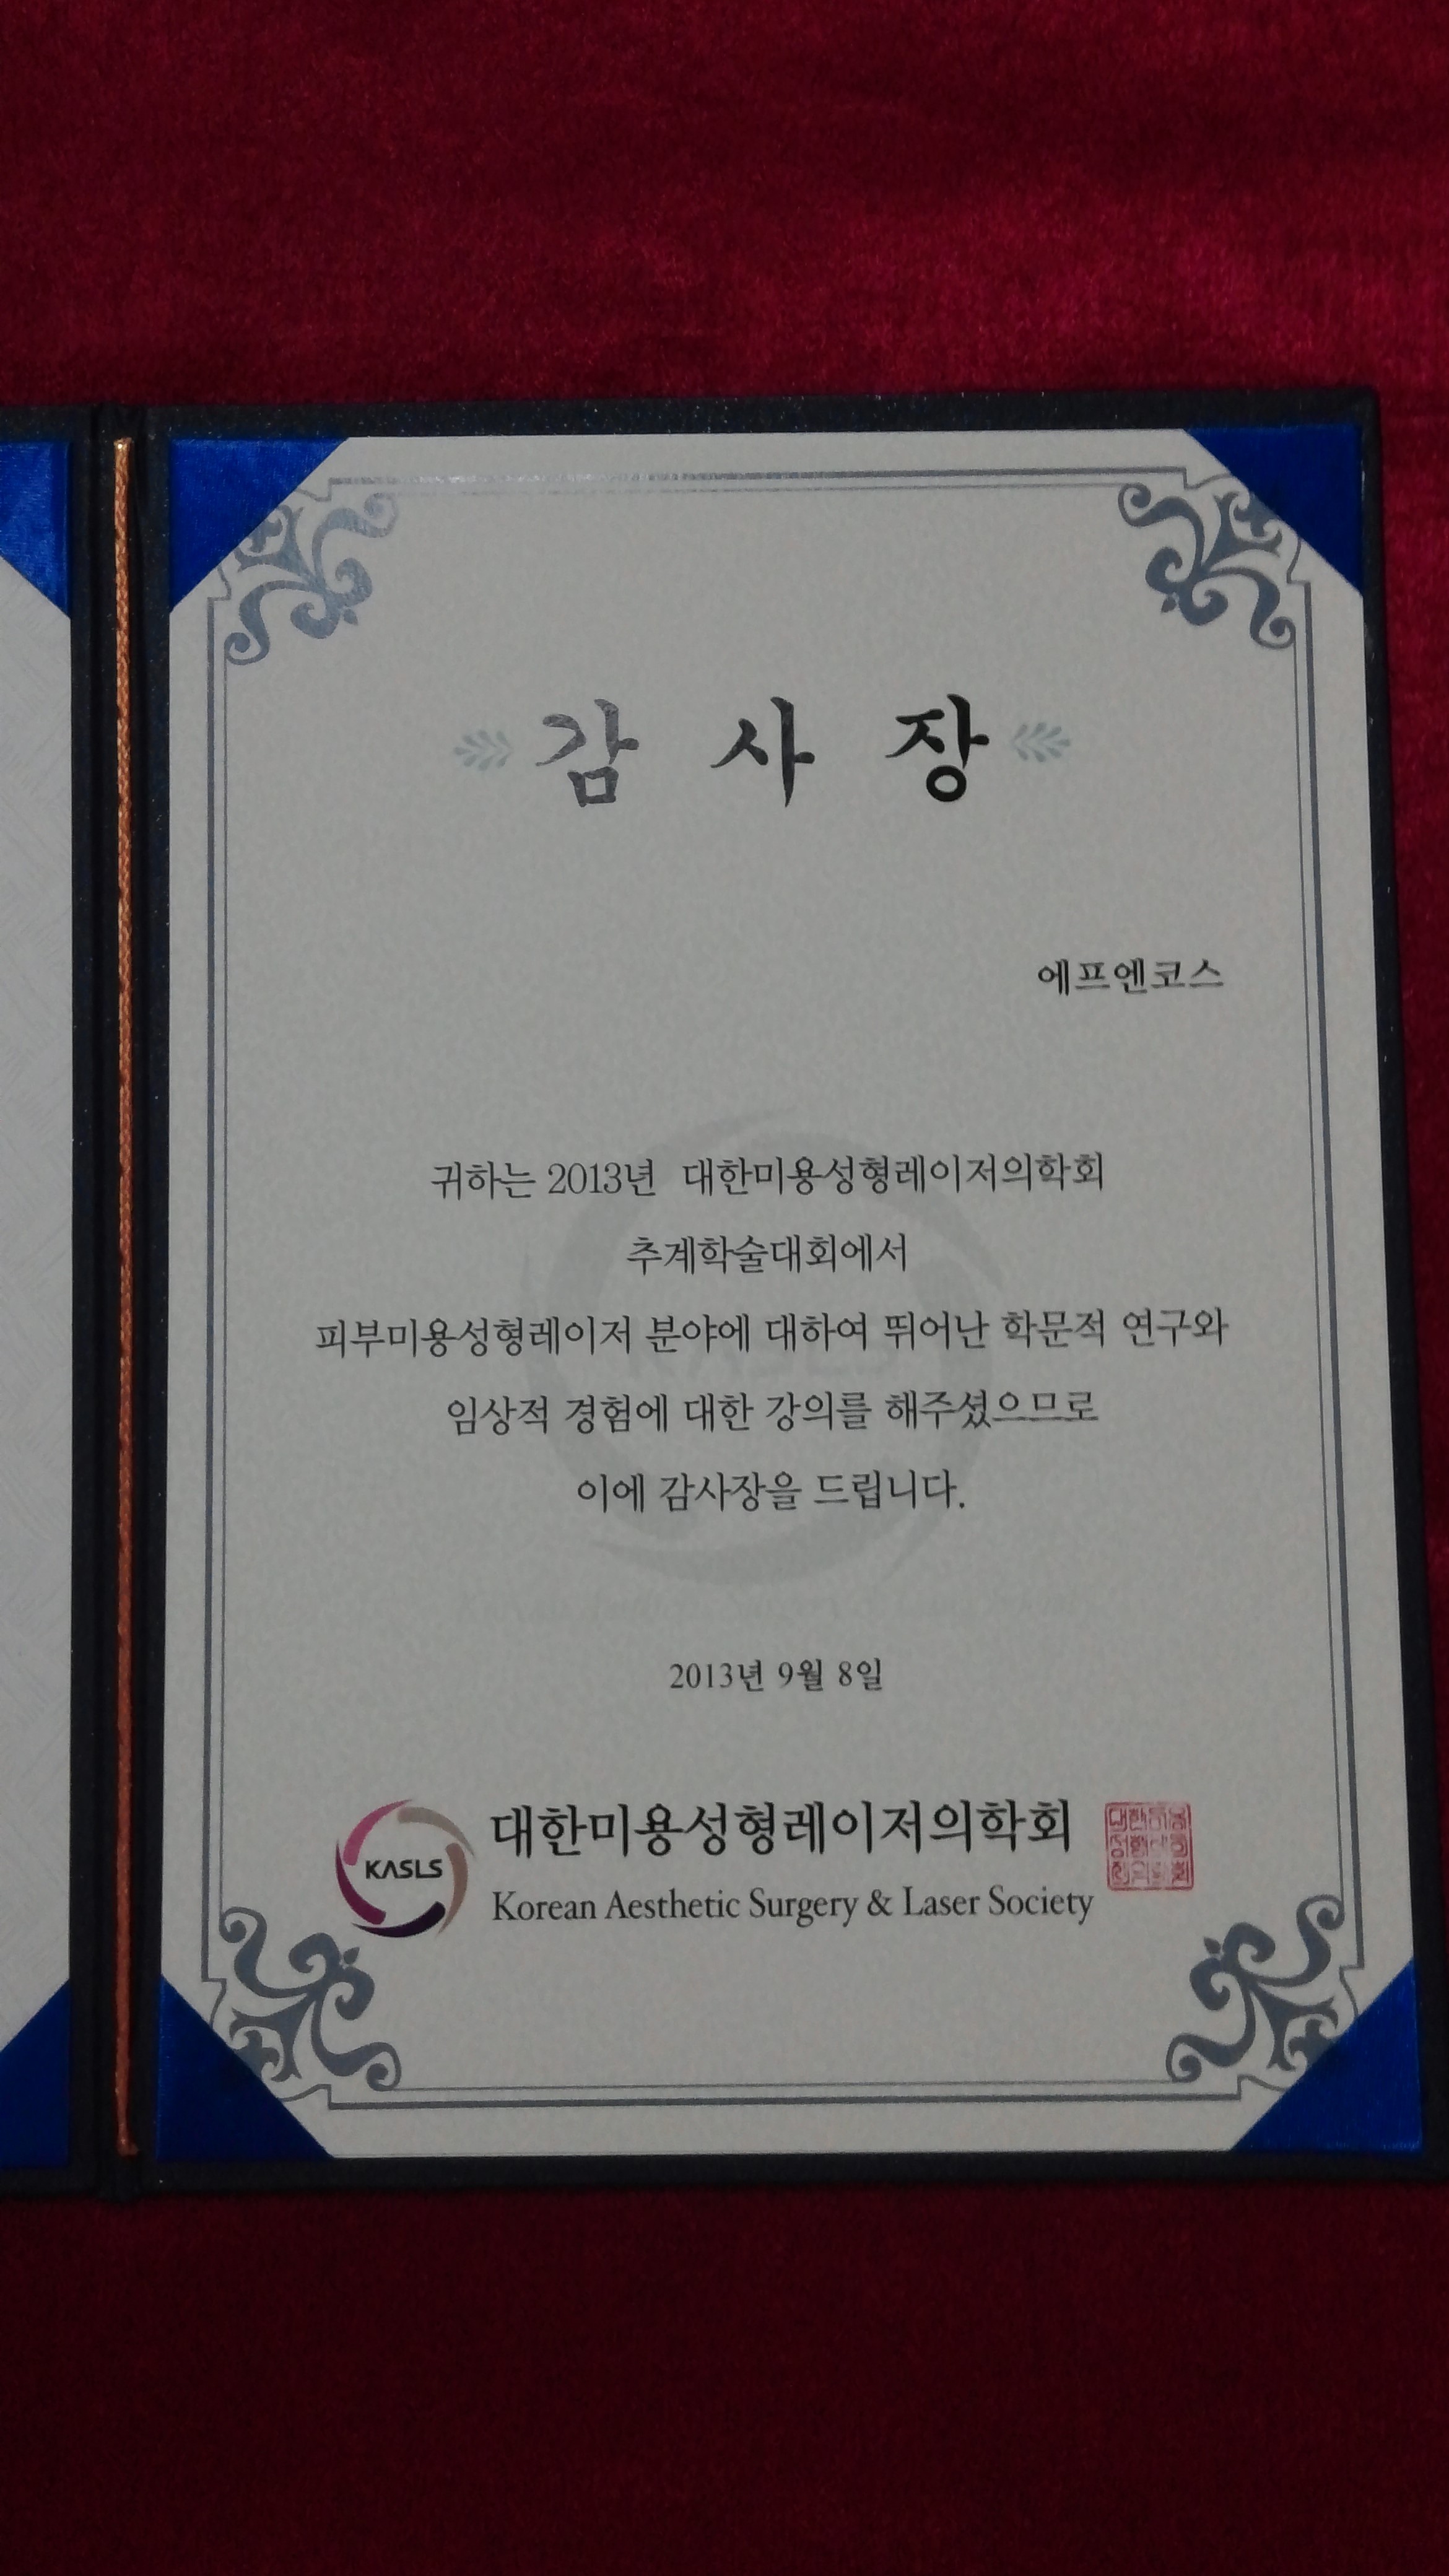 감 사 장
에프엔코스
귀하는 2013년 대한미용성형레이저의학회
추계학술대회에서
피부미용성형레이저 분야에 대하여 뛰어난 학문적 연구와
임상적 경험에 대한 강의를 해주셨으므로
이에 감사장을 드립니다.
2013년 9월 8일
KASLS
대한미용성형레이저의학회
Korean Aesthetic Surgery & Laser Society